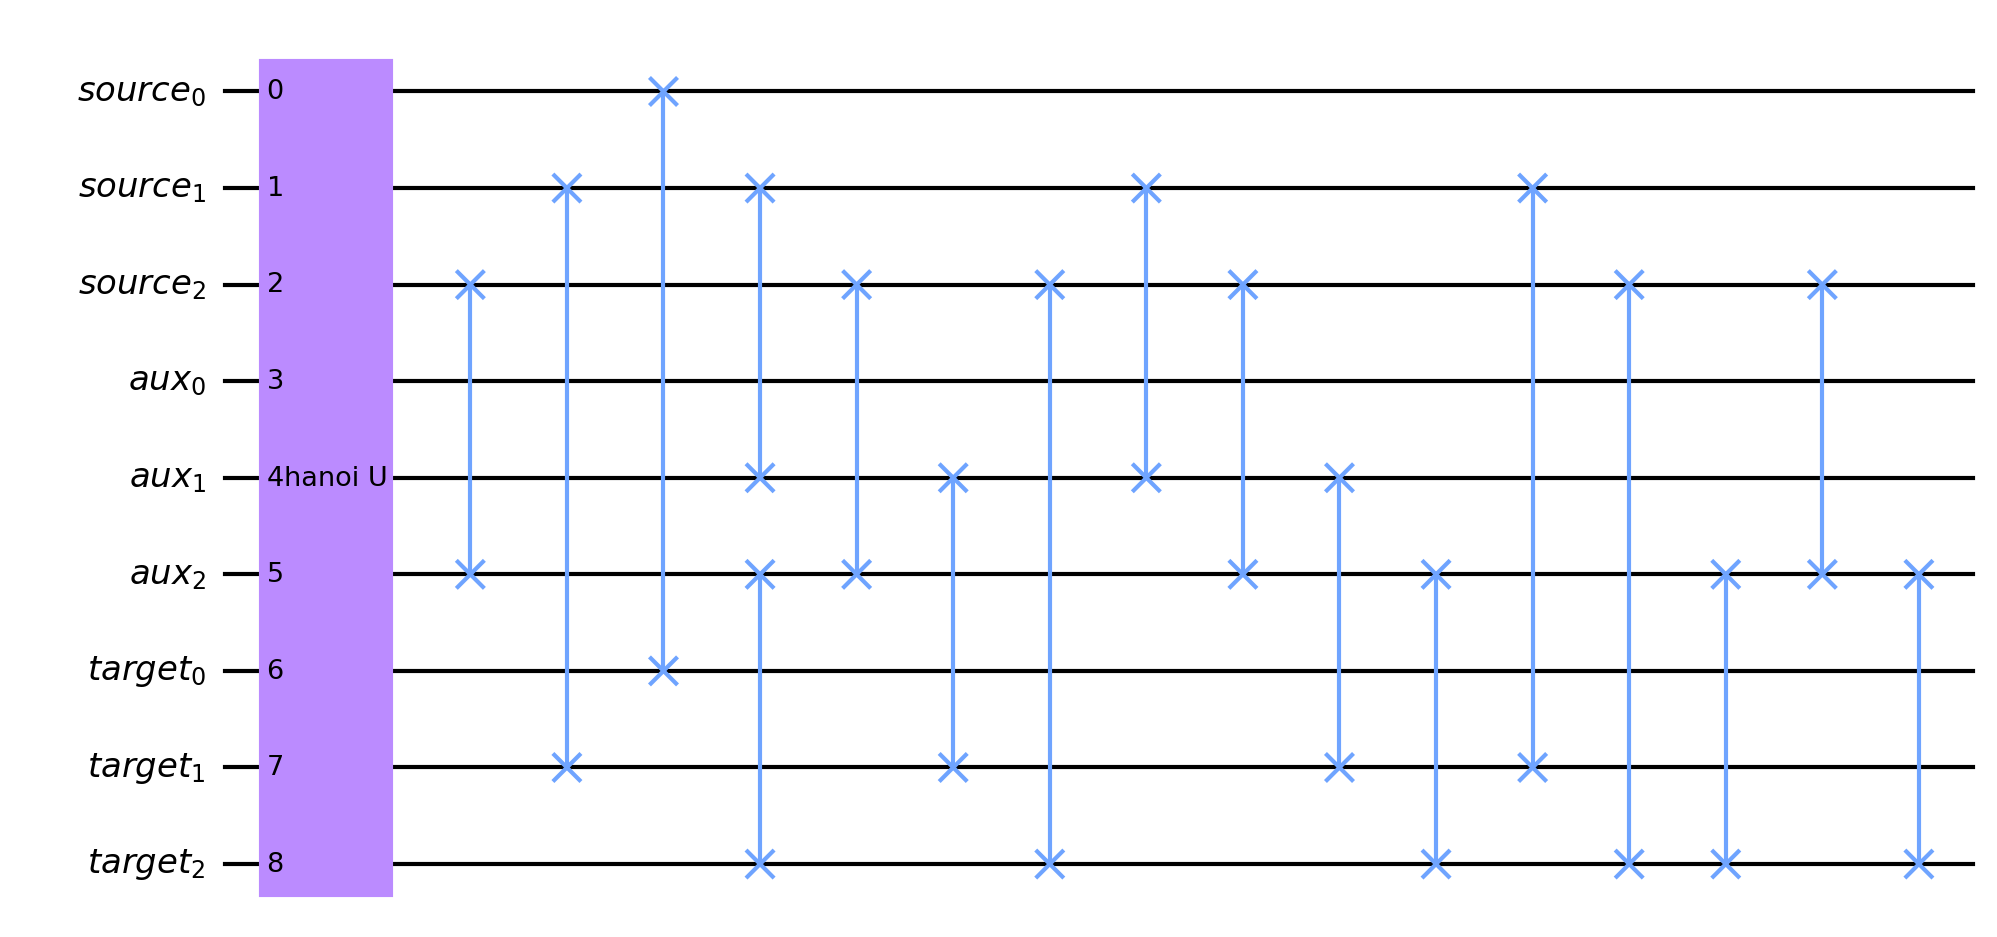 source₀ 0
source₁ 1
source₂ 2
aux₀ 3
aux₁ 4hanoi U
aux₂ 5
target₀ 6
target₁ 7
target₂ 8